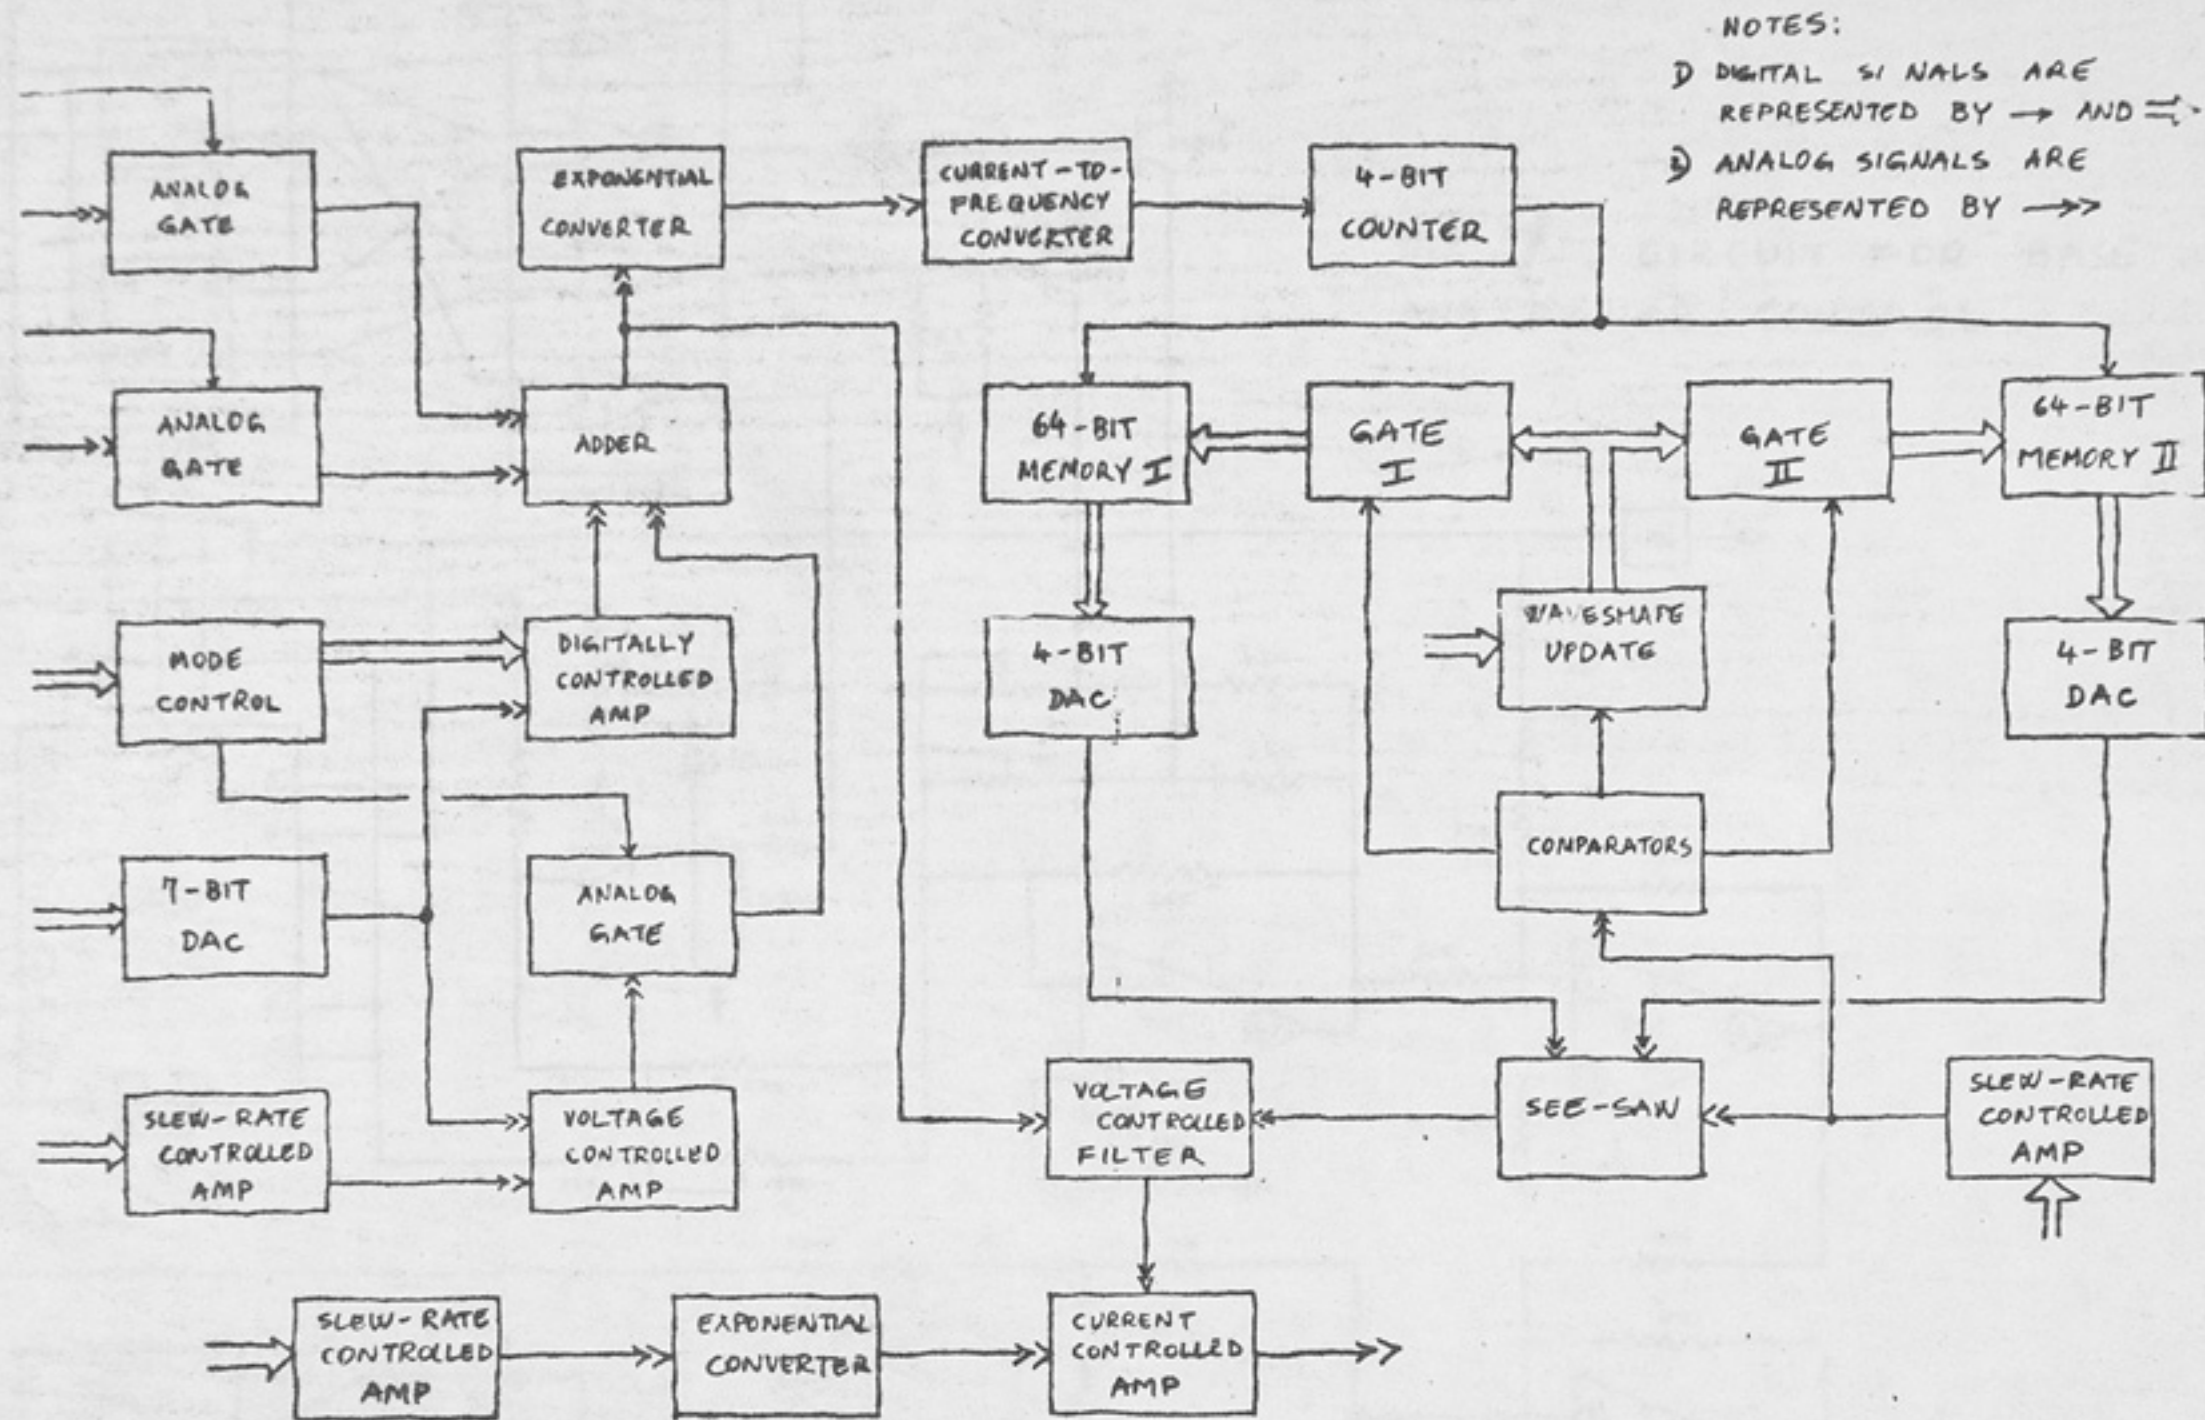 NOTES:
1) DIGITAL SI NALS ARE
REPRESENTED BY → AND ⇒
2) ANALOG SIGNALS ARE
REPRESENTED BY →>
ANALOG
GATE
EXPONENTIAL
CONVERTER
CURRENT-TO-
FREQUENCY
CONVERTER
4-BIT
COUNTER
ANALOG
GATE
ADDER
64-BIT
MEMORY I
GATE
I
GATE
II
64-BIT
MEMORY II
MODE
CONTROL
DIGITALLY
CONTROLLED
AMP
4-BIT
DAC
WAVESHAPE
UPDATE
4-BIT
DAC
7-BIT
DAC
ANALOG
GATE
COMPARATORS
SLEW-RATE
CONTROLLED
AMP
VOLTAGE
CONTROLLED
AMP
VOLTAGE
CONTROLLED
FILTER
SEE-SAW
SLEW-RATE
CONTROLLED
AMP
SLEW-RATE
CONTROLLED
AMP
EXPONENTIAL
CONVERTER
CURRENT
CONTROLLED
AMP